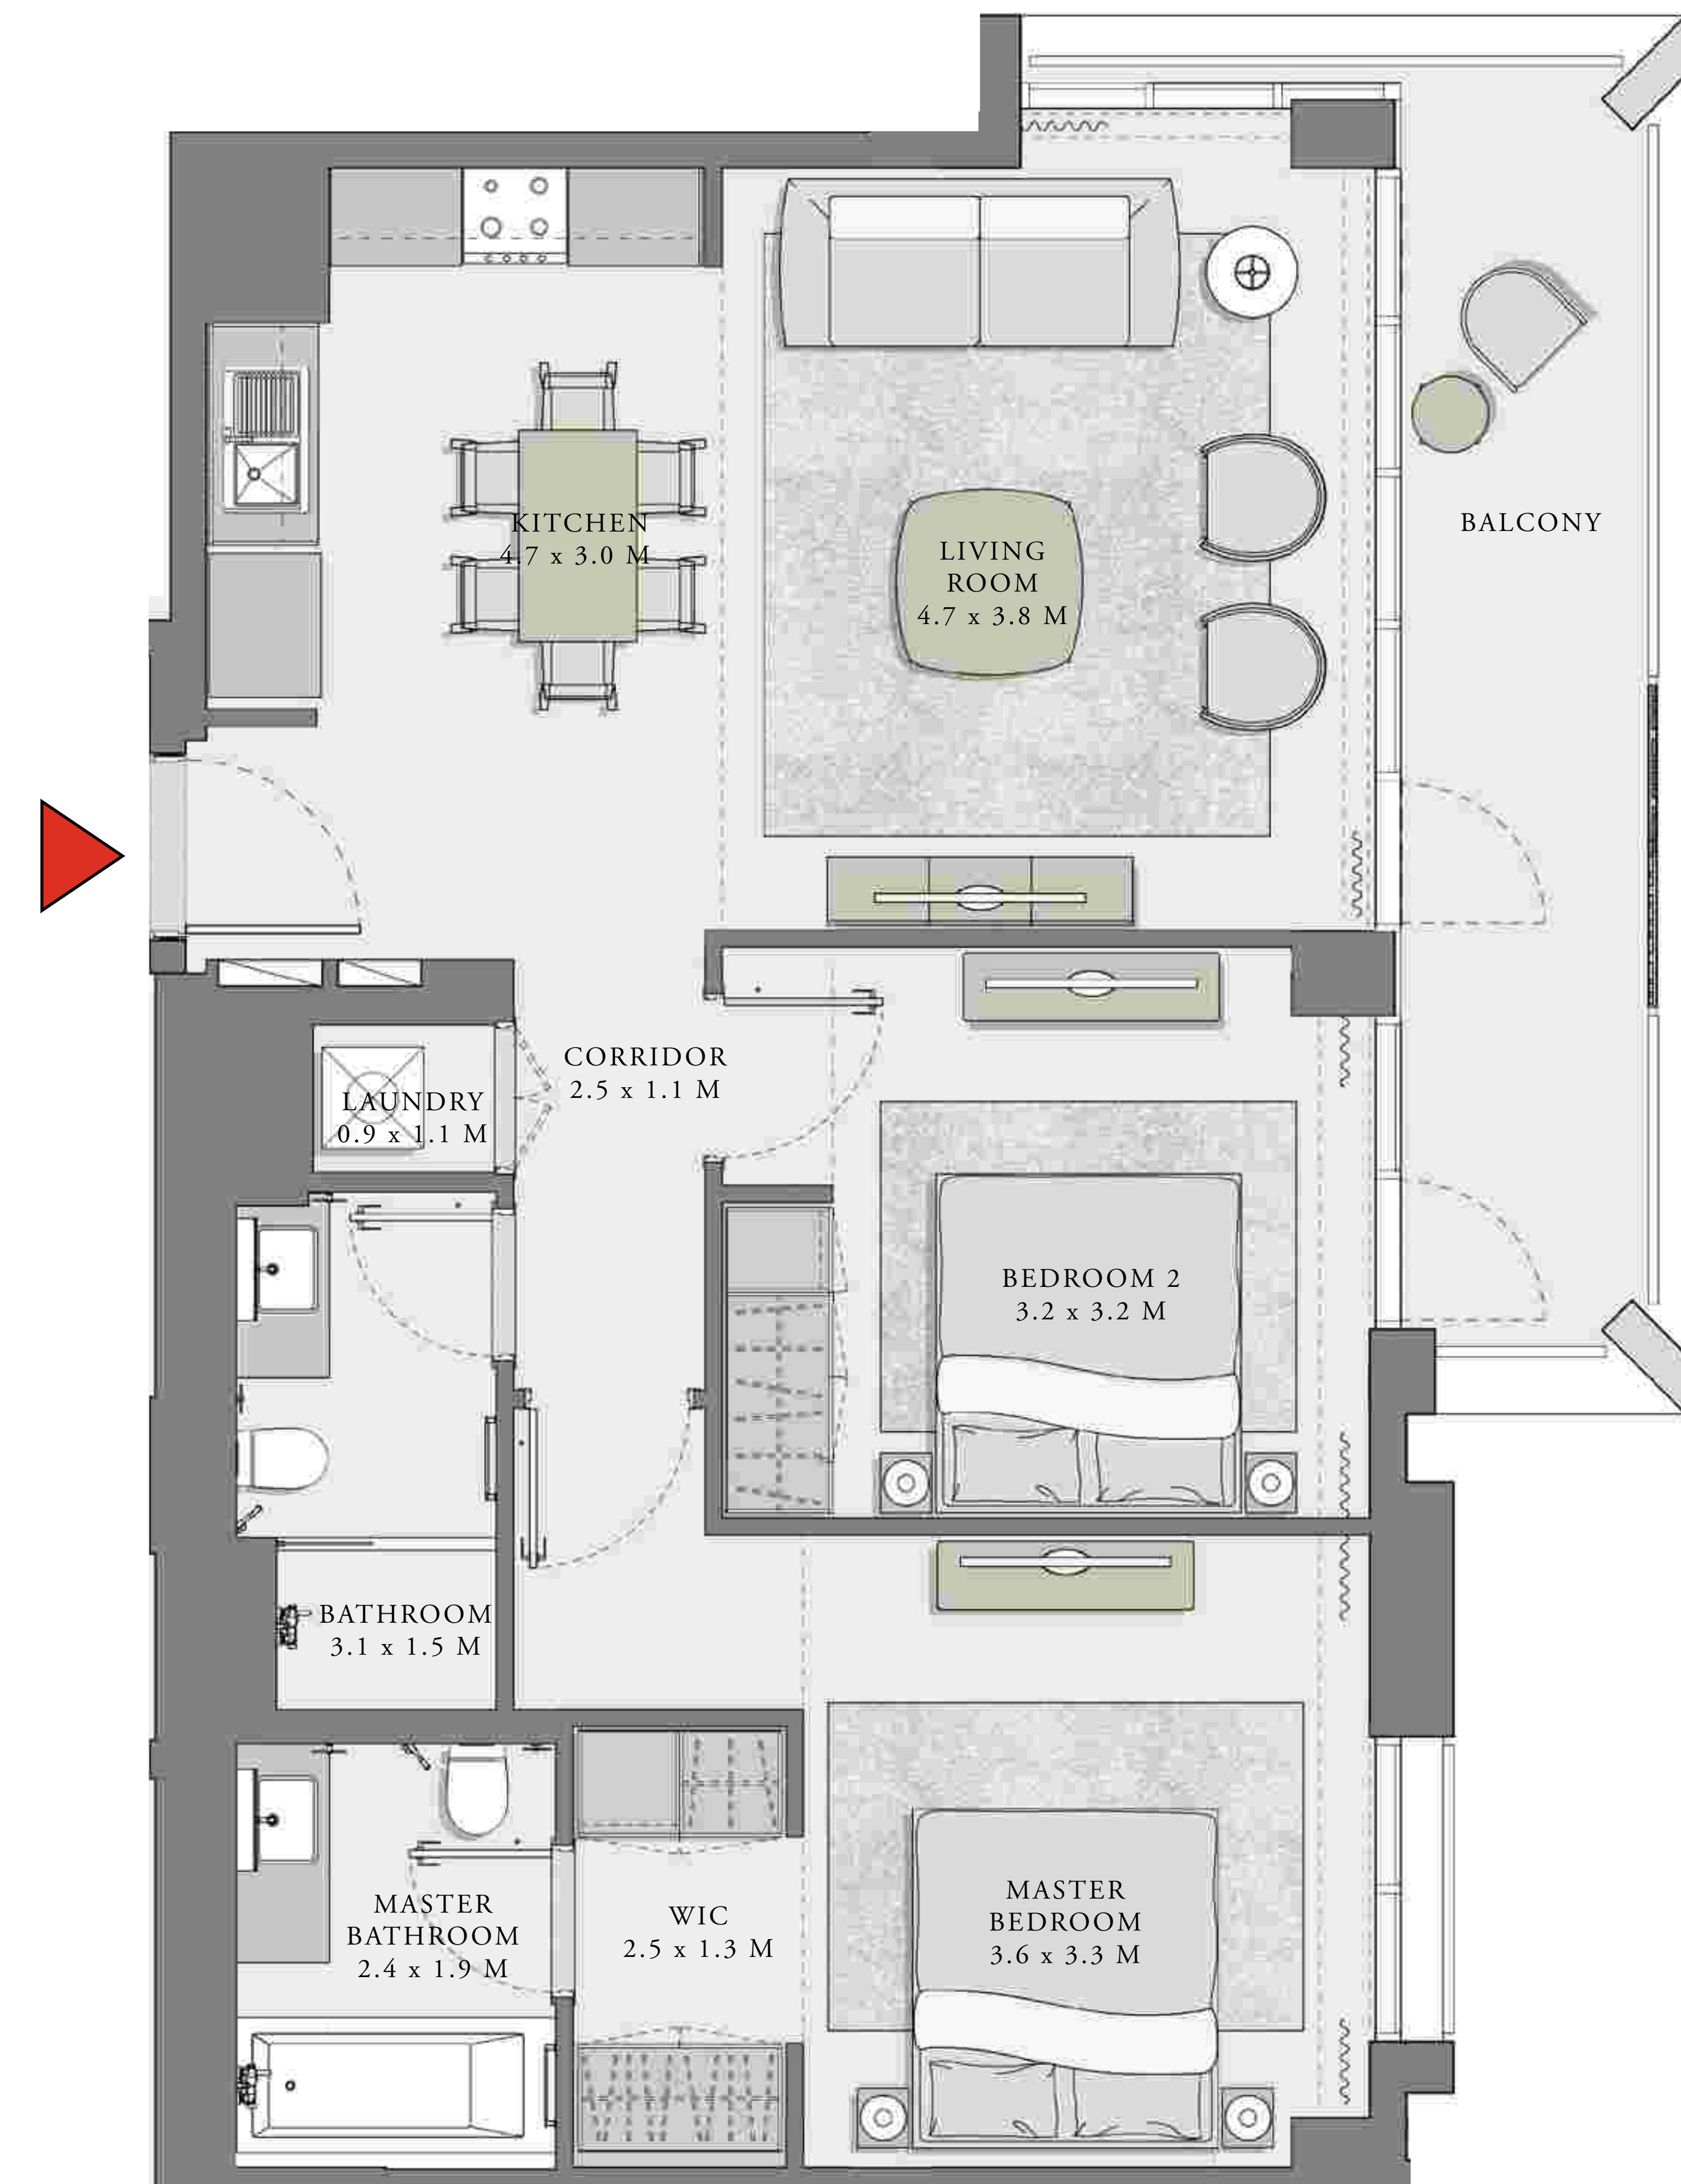 KITCHEN
4.7 x 3.0 M
LIVING
ROOM
4.7 x 3.8 M
BALCONY
CORRIDOR
2.5 x 1.1 M
LAUNDRY
0.9 x 1.1 M
BEDROOM 2
3.2 x 3.2 M
BATHROOM
3.1 x 1.5 M
MASTER
BATHROOM
2.4 x 1.9 M
WIC
2.5 x 1.3 M
MASTER
BEDROOM
3.6 x 3.3 M